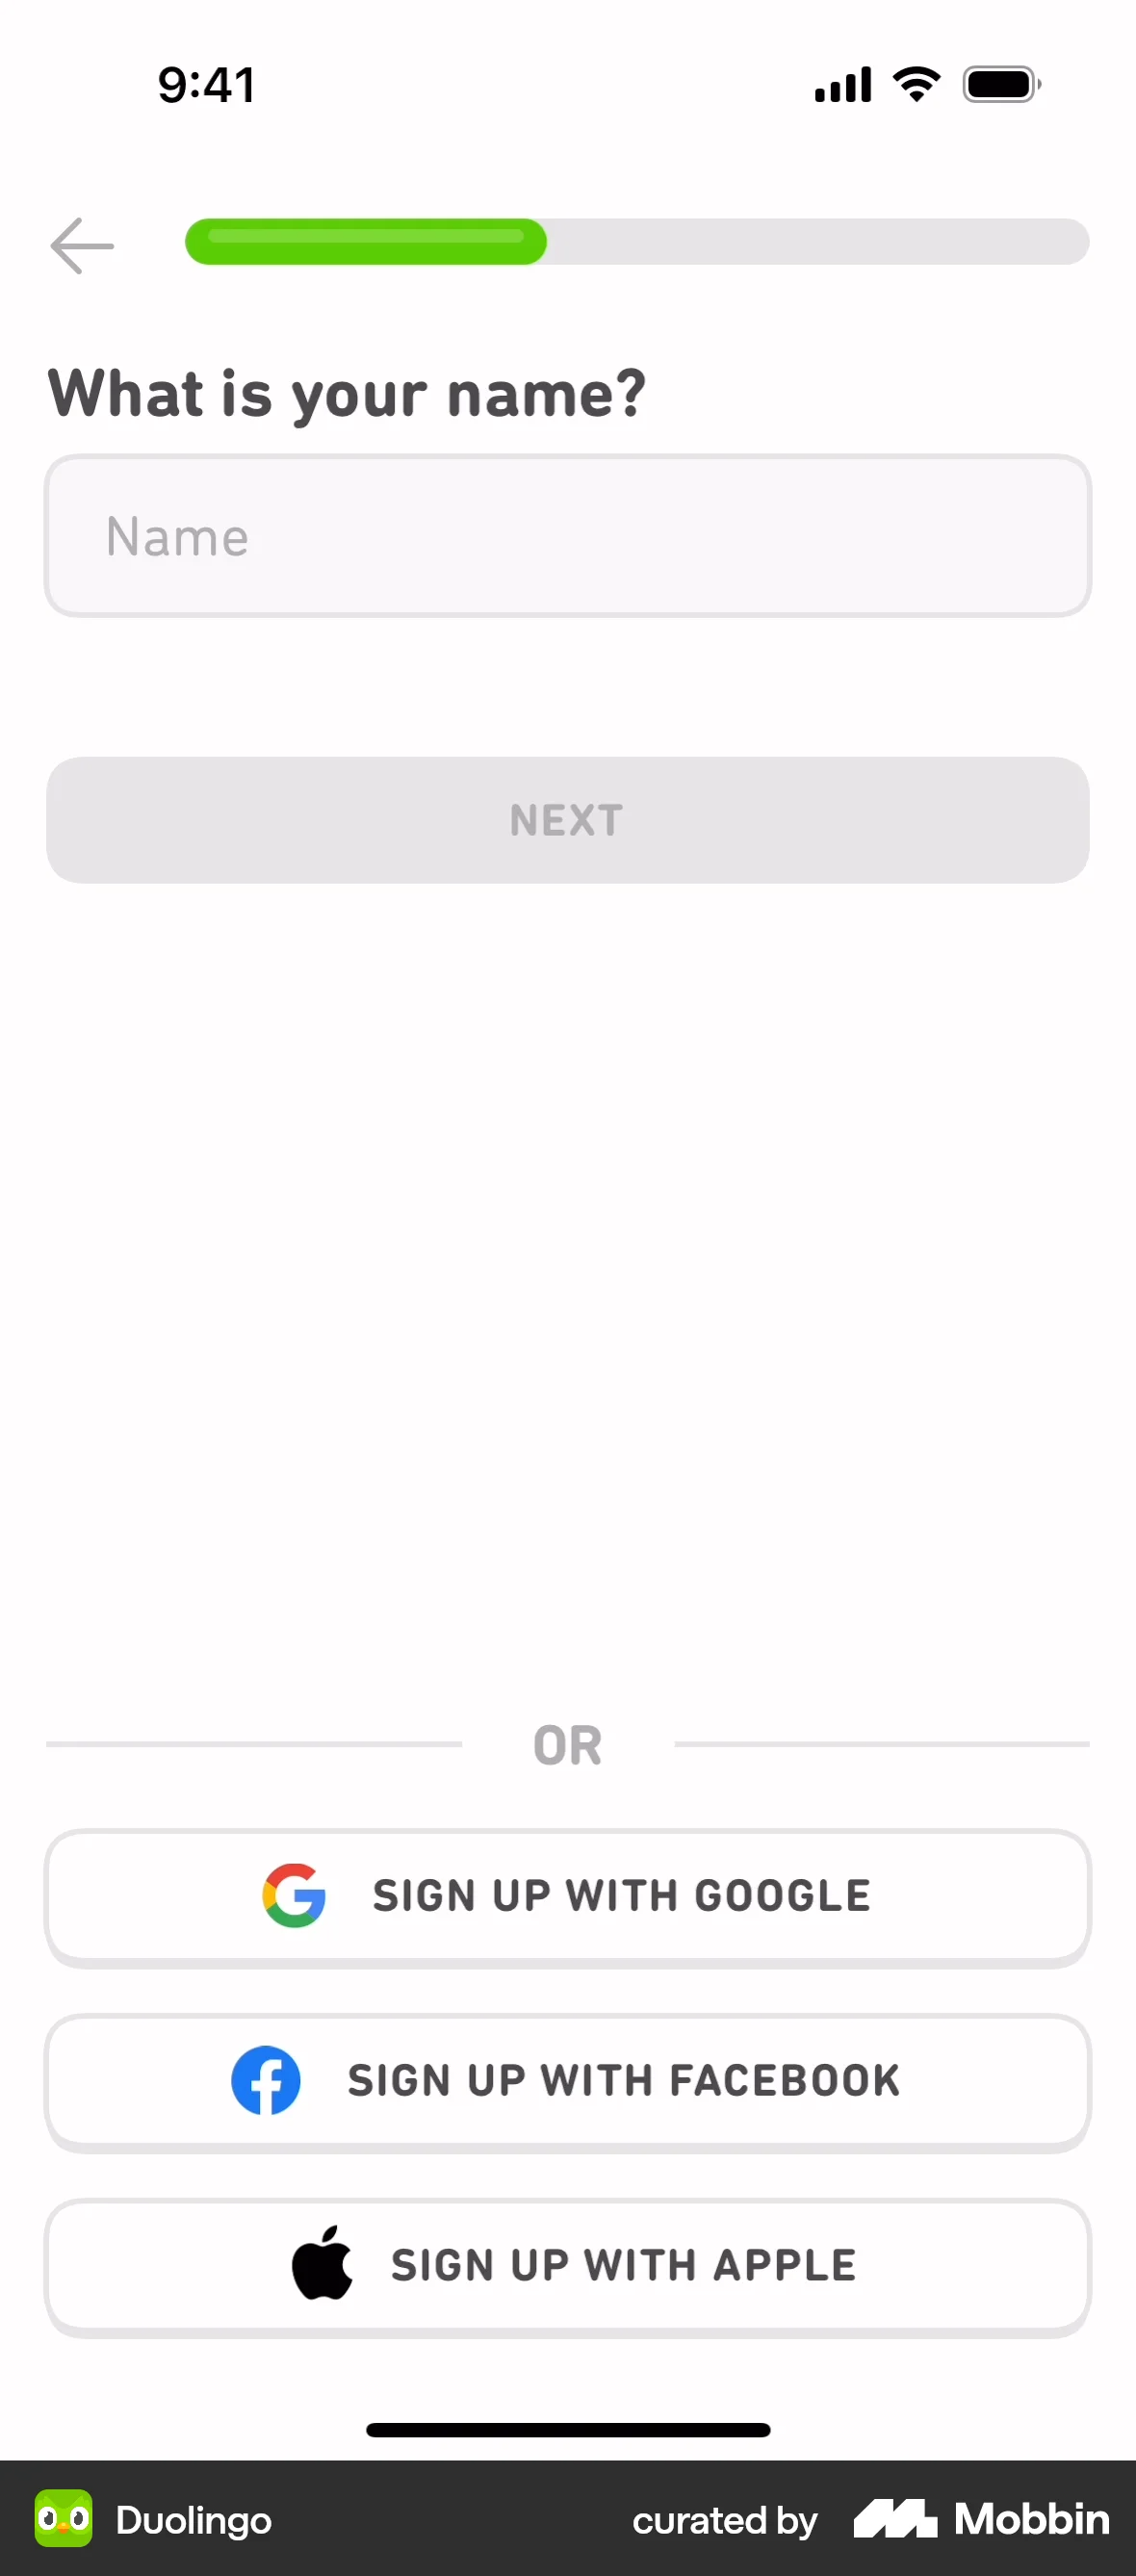 9:41
What is your name?
Name
NEXT
OR
SIGN UP WITH GOOGLE
SIGN UP WITH FACEBOOK
SIGN UP WITH APPLE
Duolingo
curated by Mobbin